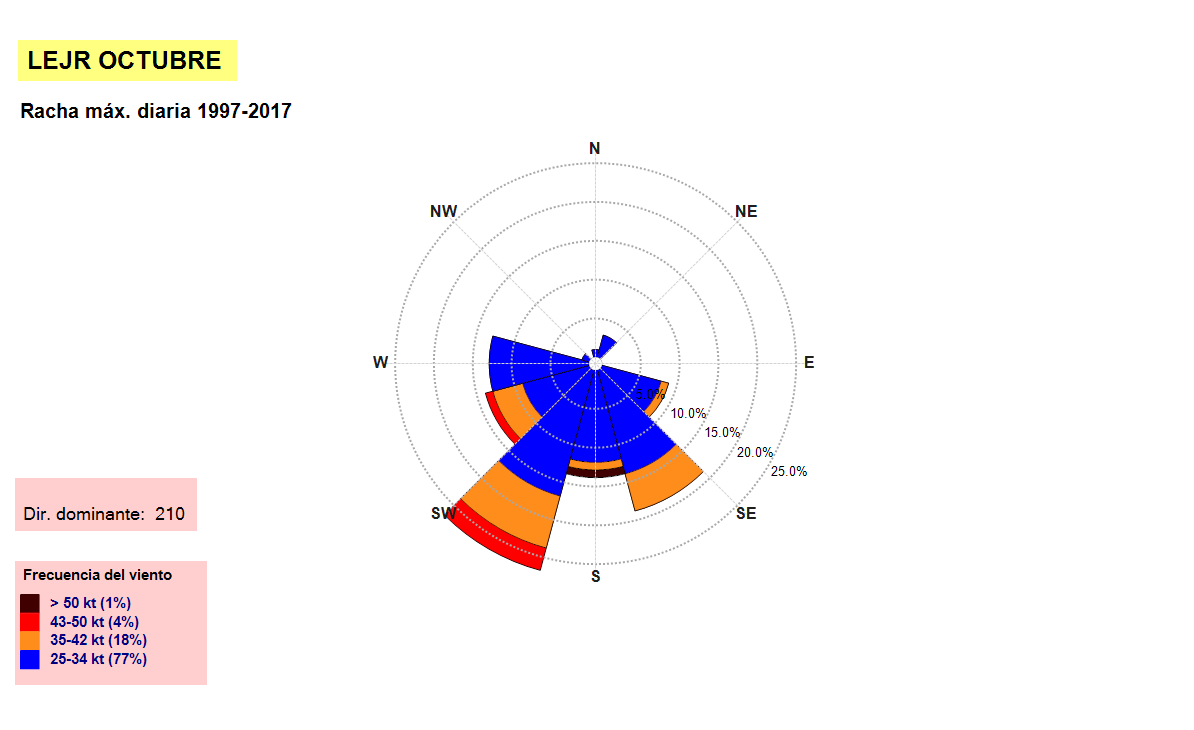 LEJR OCTUBRE
Racha máx. diaria 1997-2017
N
NW
NE
W
E
5.0%
10.0%
15.0%
20.0%
25.0%
SW
SE
S
Dir. dominante: 210
Frecuencia del viento
> 50 kt (1%)
43-50 kt (4%)
35-42 kt (18%)
25-34 kt (77%)